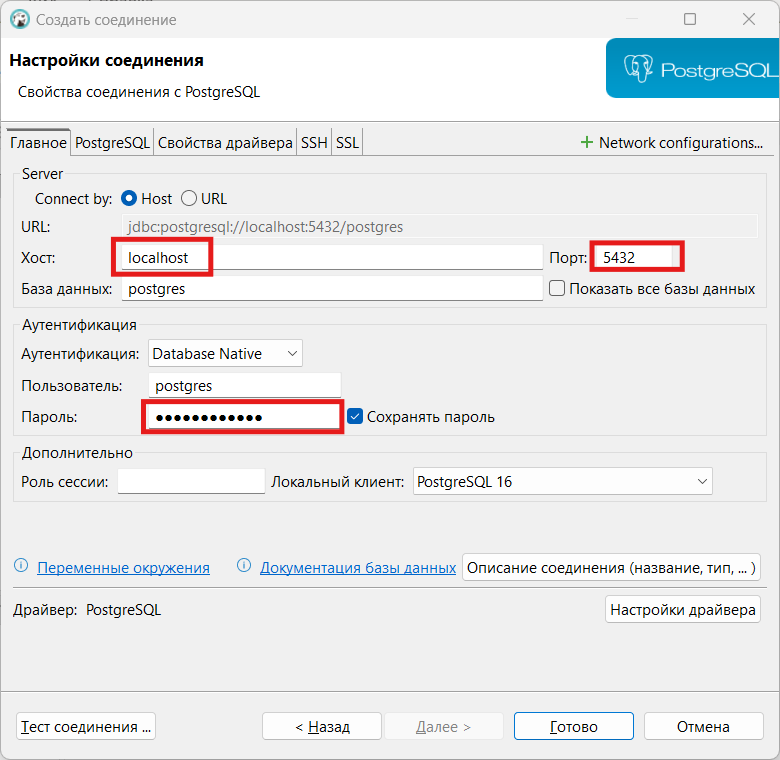 Создать соединение
Настройки соединения
Свойства соединения с PostgreSQL
PostgreSQL
Главное PostgreSQL Свойства драйвера SSH SSL Network configurations...
Server
Connect by: Host URL
URL: jdbc:postgresql://localhost:5432/postgres
Хост: localhost Порт: 5432
База данных: postgres Показать все базы данных
Аутентификация
Аутентификация: Database Native
Пользователь: postgres
Пароль: ●●●●●●●●●●●● Сохранять пароль
Дополнительно
Роль сессии: Локальный клиент: PostgreSQL 16
Переменные окружения Документация базы данных Описание соединения (название, тип, ... )
Драйвер: PostgreSQL Настройки драйвера
Тест соединения ... < Назад Далее > Готово Отмена